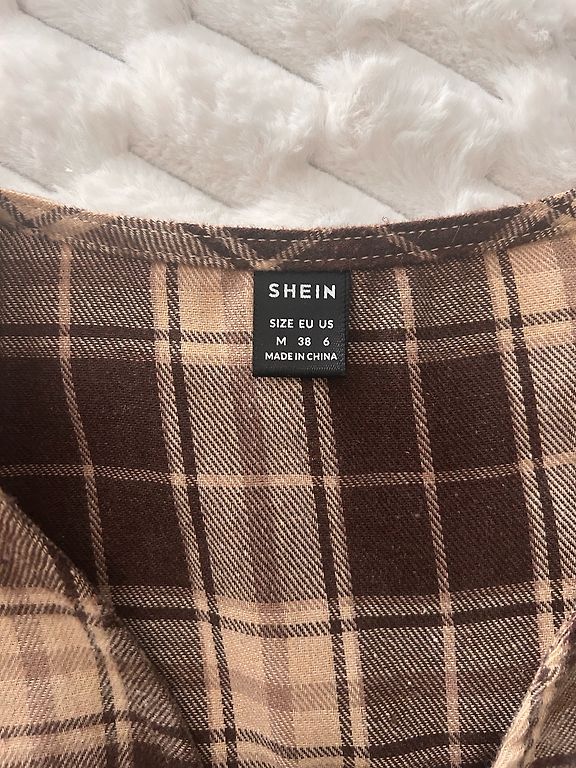 SHEIN
SIZE EU US
M 38 6
MADE IN CHINA